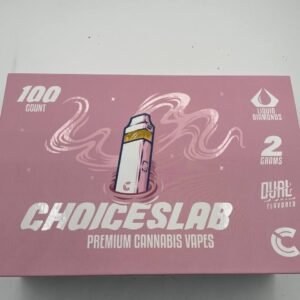 100
COUNT
LIQUID
DIAMONDS
2
GRAMS
DUAL
FLAVORED
CHOICESLAB
PREMIUM CANNABIS VAPES
C